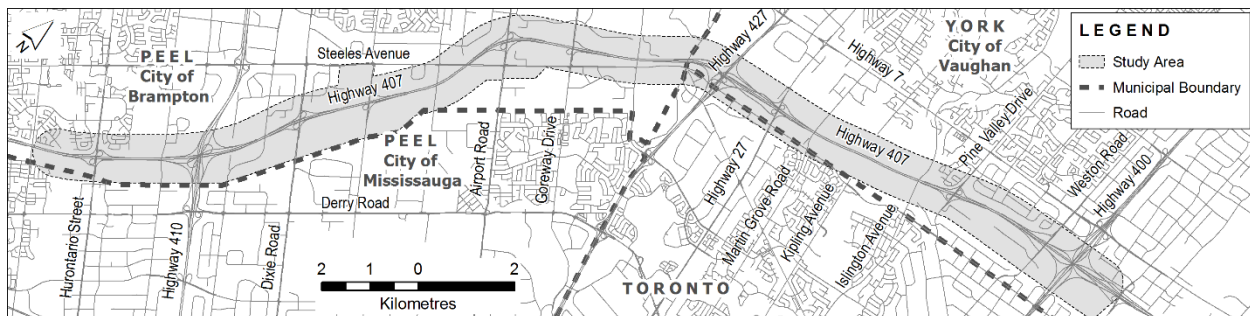 N
PEEL
City of
Brampton
Steeles Avenue
Highway 407
Highway 427
Highway 7
YORK
City of
Vaughan
LEGEND
Study Area
Municipal Boundary
Road
PEEL
City of
Mississauga
Airport Road
Goreway Drive
Derry Road
Hurontario Street
Highway 410
Dixie Road
Highway 27
Martin Grove Road
Kipling Avenue
Islington Avenue
Highway 407
Pine Valley Drive
Weston Road
Highway 400
TORONTO
2 1 0 2
Kilometres